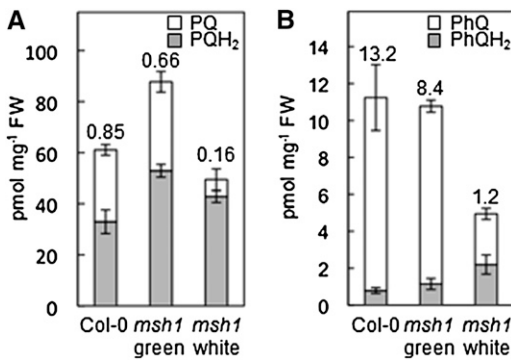 A
PQ
PQH₂
pmol mg⁻¹ FW
100
80
60
40
20
0
0.85
0.66
0.16
Col-0 msh1 msh1
green white
B
PhQ
PhQH₂
pmol mg⁻¹ FW
14
12
10
8
6
4
2
0
13.2
8.4
1.2
Col-0 msh1 msh1
green white